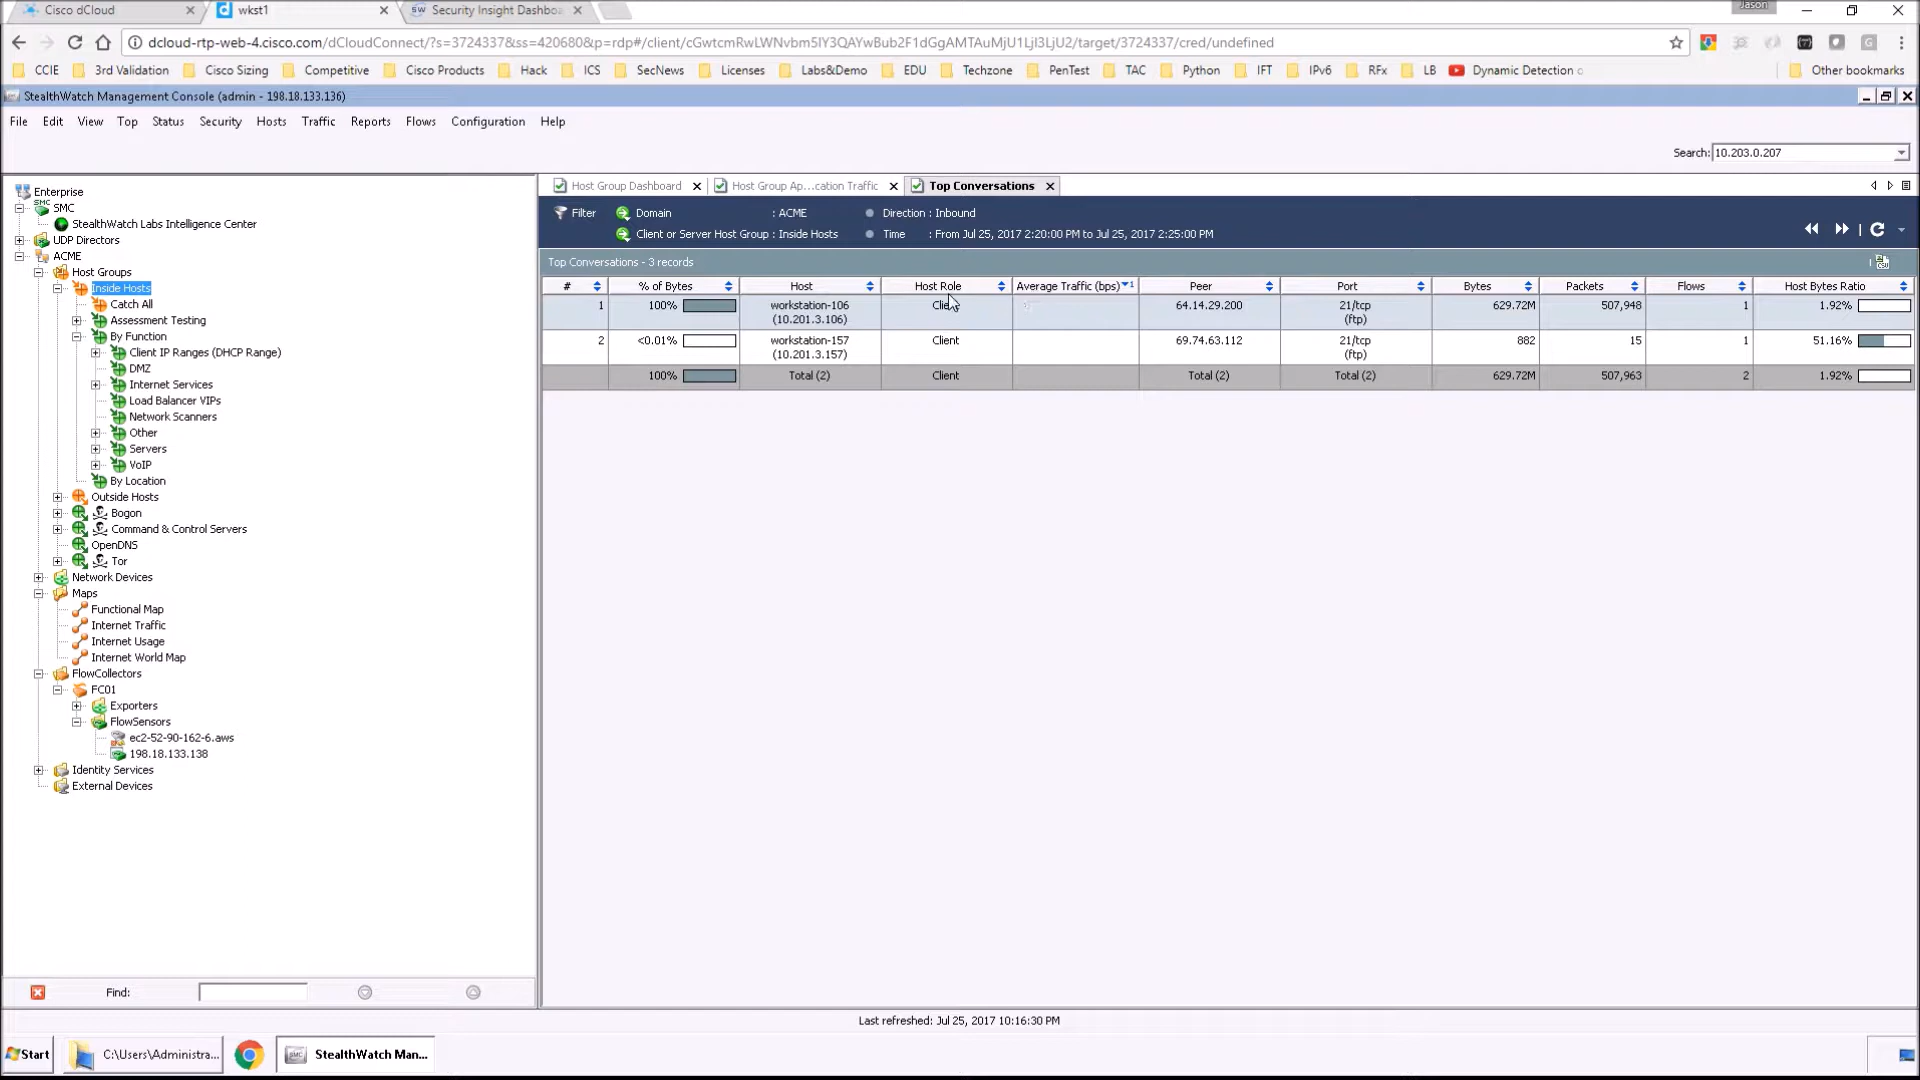 Cisco dCloud
wkst1
Security Insight Dashbo
Jason
dcloud-rtp-web-4.cisco.com/dCloudConnect/?s=3724337&ss=420680&p=rdp#/client/cGwtcmRwLWNvbm5lY3QAYwBub2F1dGgAMTAuMjU1LjI3LjU2/target/3724337/cred/undefined
CCIE 3rd Validation Cisco Sizing Competitive Cisco Products Hack ICS SecNews Licenses Labs&Demo EDU Techzone PenTest TAC Python IFT IPv6 RFx LB Dynamic Detection Other bookmarks
StealthWatch Management Console (admin - 198.18.133.136)
File Edit View Top Status Security Hosts Traffic Reports Flows Configuration Help
Search: 10.203.0.207
Enterprise
SMC
StealthWatch Labs Intelligence Center
UDP Directors
ACME
Host Groups
Inside Hosts
Catch All
Assessment Testing
By Function
Client IP Ranges (DHCP Range)
DMZ
Internet Services
Load Balancer VIPs
Network Scanners
Other
Servers
VoIP
By Location
Outside Hosts
Bogon
Command & Control Servers
OpenDNS
Tor
Network Devices
Maps
Functional Map
Internet Traffic
Internet Usage
Internet World Map
FlowCollectors
FC01
Exporters
FlowSensors
ec2-52-90-162-6.aws
198.18.133.138
Identity Services
External Devices
Find:
Host Group Dashboard Host Group Ap...cation Traffic Top Conversations
Filter Domain : ACME Direction : Inbound
Client or Server Host Group : Inside Hosts Time : From Jul 25, 2017 2:20:00 PM to Jul 25, 2017 2:25:00 PM
Top Conversations - 3 records
# % of Bytes Host Host Role Average Traffic (bps) 1 Peer Port Bytes Packets Flows Host Bytes Ratio
1 100% workstation-106 Client 64.14.29.200 21/tcp 629.72M 507,948 1 1.92%
(10.201.3.106) (ftp)
2 <0.01% workstation-157 Client 69.74.63.112 21/tcp 882 15 1 51.16%
(10.201.3.157) (ftp)
100% Total (2) Client Total (2) Total (2) 629.72M 507,963 2 1.92%
Last refreshed: Jul 25, 2017 10:16:30 PM
Start C:\Users\Administra... SMC StealthWatch Man...